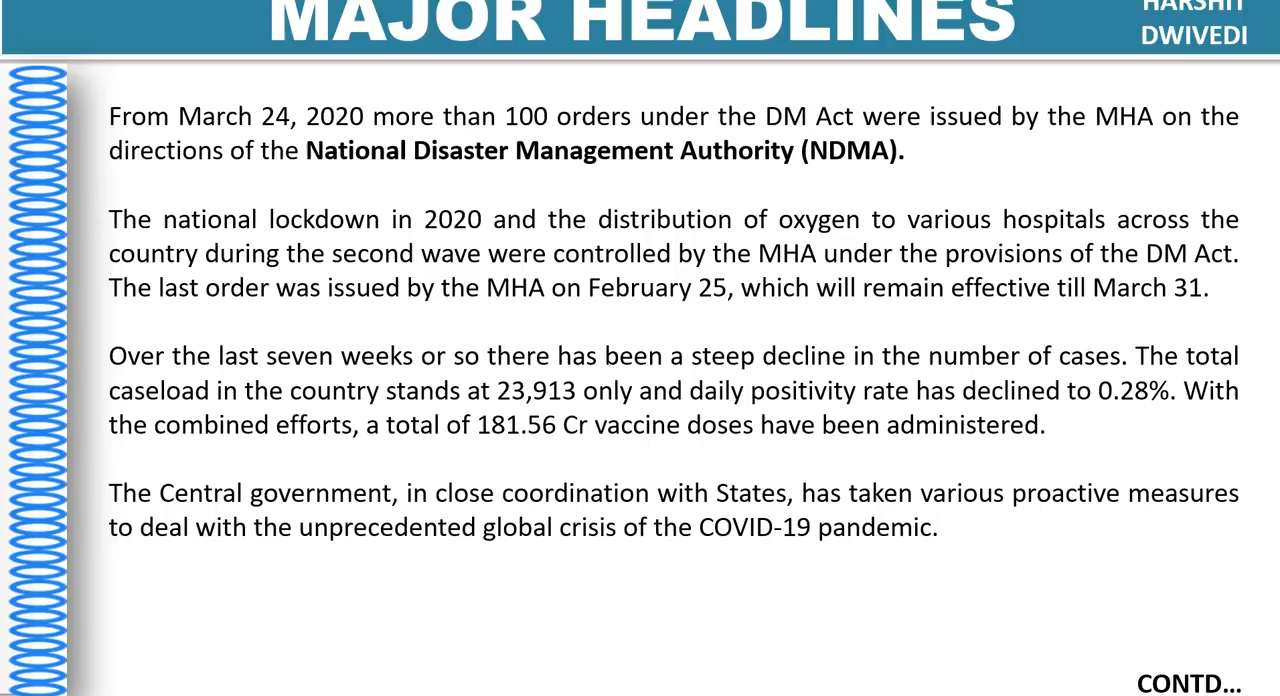 MAJOR HEADLINES
HARSHIT
DWIVEDI
From March 24, 2020 more than 100 orders under the DM Act were issued by the MHA on the
directions of the National Disaster Management Authority (NDMA).
The national lockdown in 2020 and the distribution of oxygen to various hospitals across the
country during the second wave were controlled by the MHA under the provisions of the DM Act.
The last order was issued by the MHA on February 25, which will remain effective till March 31.
Over the last seven weeks or so there has been a steep decline in the number of cases. The total
caseload in the country stands at 23,913 only and daily positivity rate has declined to 0.28%. With
the combined efforts, a total of 181.56 Cr vaccine doses have been administered.
The Central government, in close coordination with States, has taken various proactive measures
to deal with the unprecedented global crisis of the COVID-19 pandemic.
CONTD...